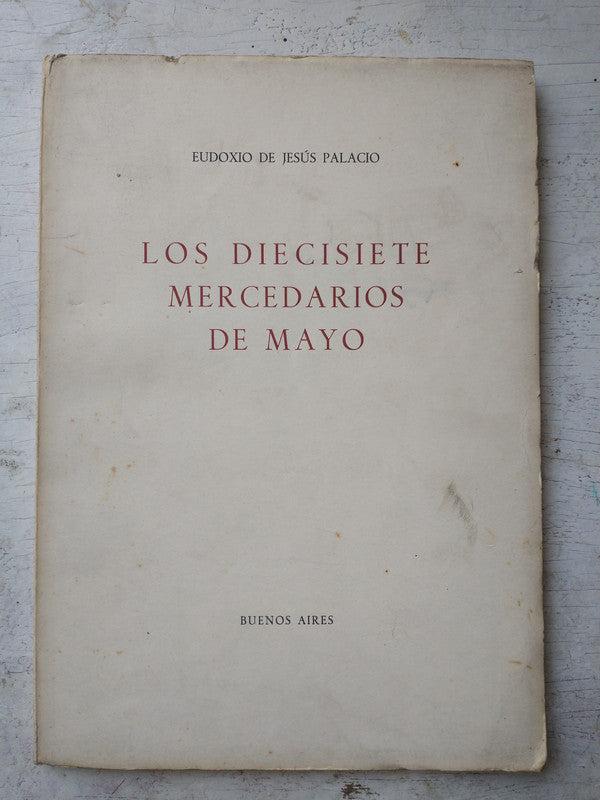 EUDOXIO DE JESÚS PALACIO
LOS DIECISIETE
MERCEDARIOS
DE MAYO
BUENOS AIRES